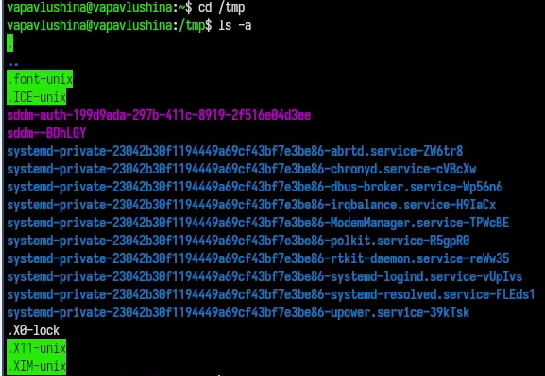 vapavlushina@vapavlushina:~$ cd /tmp
vapavlushina@vapavlushina:/tmp$ ls -a
.
..
.font-unix
.ICE-unix
sddm-auth-199d9ada-297b-411c-8919-2f516e04d3ee
sddm--BDhLGY
systemd-private-23042b30f1194449a69cf43bf7e3be86-abrtd.service-ZW6tr8
systemd-private-23042b30f1194449a69cf43bf7e3be86-chronyd.service-cVBcXw
systemd-private-23042b30f1194449a69cf43bf7e3be86-dbus-broker.service-Wp56n6
systemd-private-23042b30f1194449a69cf43bf7e3be86-irqbalance.service-H9IaCx
systemd-private-23042b30f1194449a69cf43bf7e3be86-ModemManager.service-TPWcBE
systemd-private-23042b30f1194449a69cf43bf7e3be86-polkit.service-R5gpR0
systemd-private-23042b30f1194449a69cf43bf7e3be86-rtkit-daemon.service-reWw35
systemd-private-23042b30f1194449a69cf43bf7e3be86-systemd-logind.service-vUpIvs
systemd-private-23042b30f1194449a69cf43bf7e3be86-systemd-resolved.service-FLEds1
systemd-private-23042b30f1194449a69cf43bf7e3be86-upower.service-39kTsk
.X0-lock
.X11-unix
.XIM-unix